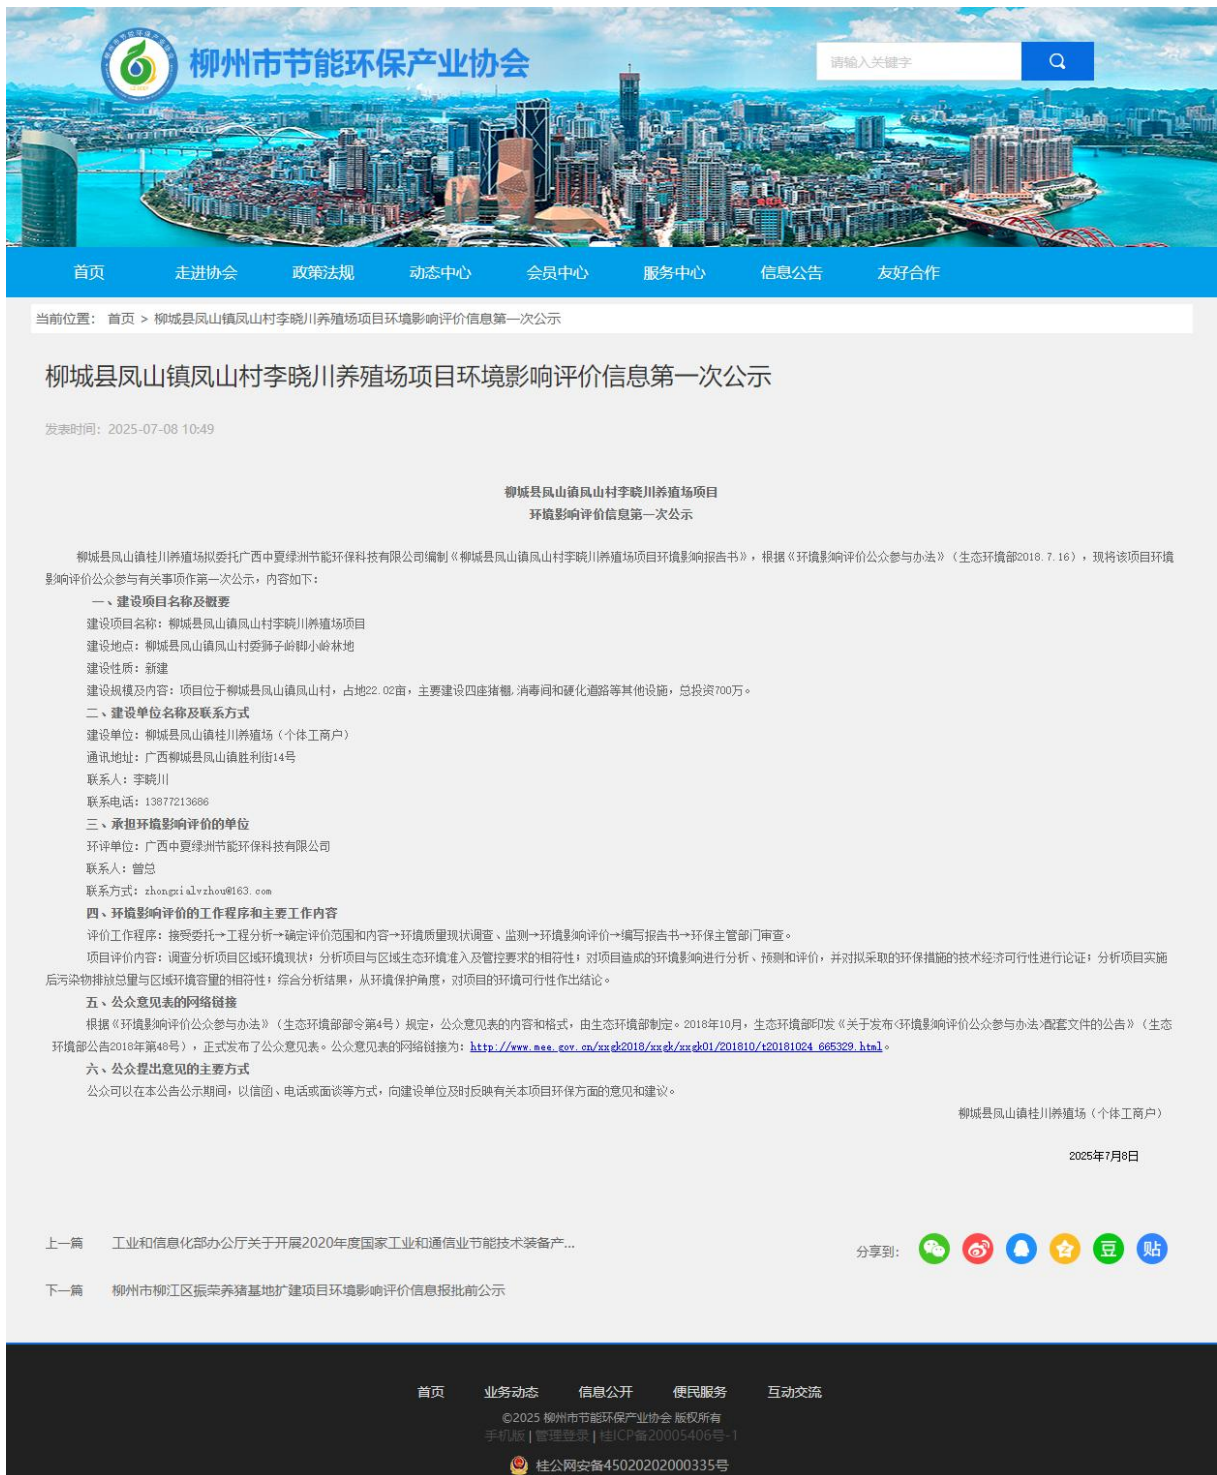 柳州市节能环保产业协会
请输入关键字
首页 走进协会 政策法规 动态中心 会员中心 服务中心 信息公告 友好合作
当前位置： 首页 > 柳城县凤山镇凤山村李晓川养殖场项目环境影响评价信息第一次公示
柳城县凤山镇凤山村李晓川养殖场项目环境影响评价信息第一次公示
发表时间：2025-07-08 10:49
柳城县凤山镇凤山村李晓川养殖场项目
环境影响评价信息第一次公示
柳城县凤山镇桂川养殖场拟委托广西中夏绿洲节能环保科技有限公司编制《柳城县凤山镇凤山村李晓川养殖场项目环境影响报告书》，根据《环境影响评价公众参与办法》（生态环境部2018.7.16），现将该项目环境
影响评价公众参与有关事项作第一次公示，内容如下：
一、建设项目名称及概要
建设项目名称：柳城县凤山镇凤山村李晓川养殖场项目
建设地点：柳城县凤山镇凤山村委狮子岭脚小岭林地
建设性质：新建
建设规模及内容：项目位于柳城县凤山镇凤山村，占地22.02亩，主要建设四座猪棚,消毒间和硬化道路等其他设施，总投资700万。
二、建设单位名称及联系方式
建设单位：柳城县凤山镇桂川养殖场（个体工商户）
通讯地址：广西柳城县凤山镇胜利街14号
联系人：李晓川
联系电话：13877213686
三、承担环境影响评价的单位
环评单位：广西中夏绿洲节能环保科技有限公司
联系人：曾总
联系方式：zhongxialvzhou@163.com
四、环境影响评价的工作程序和主要工作内容
评价工作程序：接受委托→工程分析→确定评价范围和内容→环境质量现状调查、监测→环境影响评价→编写报告书→环保主管部门审查。
项目评价内容：调查分析项目区域环境现状；分析项目与区域生态环境准入及管控要求的相符性；对项目造成的环境影响进行分析、预测和评价，并对拟采取的环保措施的技术经济可行性进行论证；分析项目实施
后污染物排放总量与区域环境容量的相符性；综合分析结果，从环境保护角度，对项目的环境可行性作出结论。
五、公众意见表的网络链接
根据《环境影响评价公众参与办法》（生态环境部部令第4号）规定，公众意见表的内容和格式，由生态环境部制定。2018年10月，生态环境部印发《关于发布<环境影响评价公众参与办法>配套文件的公告》（生态
环境部公告2018年第48号），正式发布了公众意见表。公众意见表的网络链接为：http://www.mee.gov.cn/xxgk2018/xxgk/xxgk01/201810/t20181024_665329.html。
六、公众提出意见的主要方式
公众可以在本公告公示期间，以信函、电话或面谈等方式，向建设单位及时反映有关本项目环保方面的意见和建议。
柳城县凤山镇桂川养殖场（个体工商户）
2025年7月8日
上一篇 工业和信息化部办公厅关于开展2020年度国家工业和通信业节能技术装备产...
分享到： 豆 贴
下一篇 柳州市柳江区振荣养猪基地扩建项目环境影响评价信息报批前公示
首页 业务动态 信息公开 便民服务 互动交流
©2025 柳州市节能环保产业协会 版权所有
手机版 | 管理登录 | 桂ICP备20005406号-1
桂公网安备45020202000335号